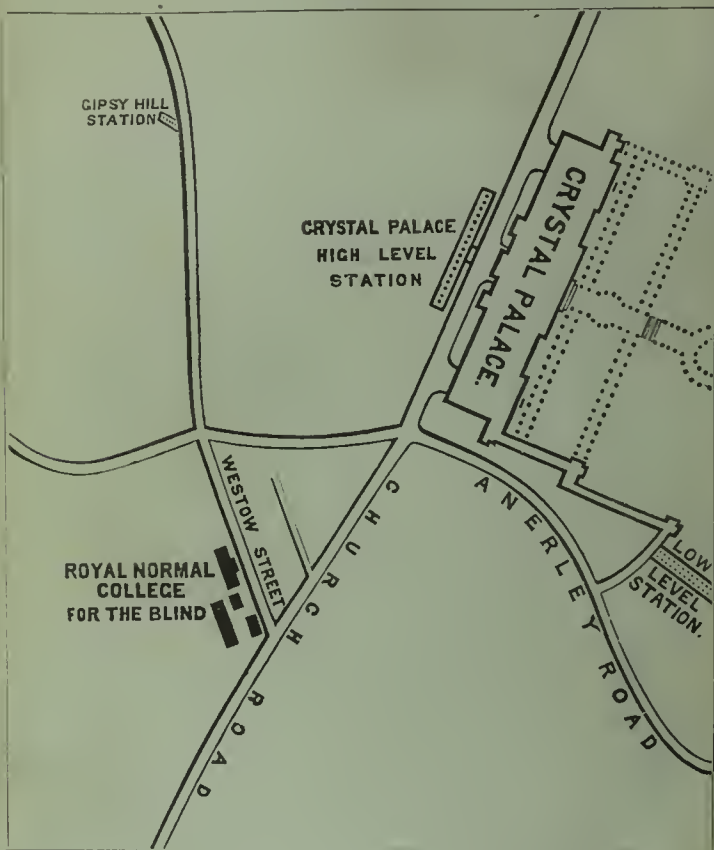 GIPSY HILL
STATION
CRYSTAL PALACE
HIGH LEVEL
STATION
CRYSTAL PALACE.
WESTOW STREET
CHURCH ROAD
ANERLEY ROAD
LOW
LEVEL
STATION.
ROYAL NORMAL
COLLEGE
FOR THE BLIND